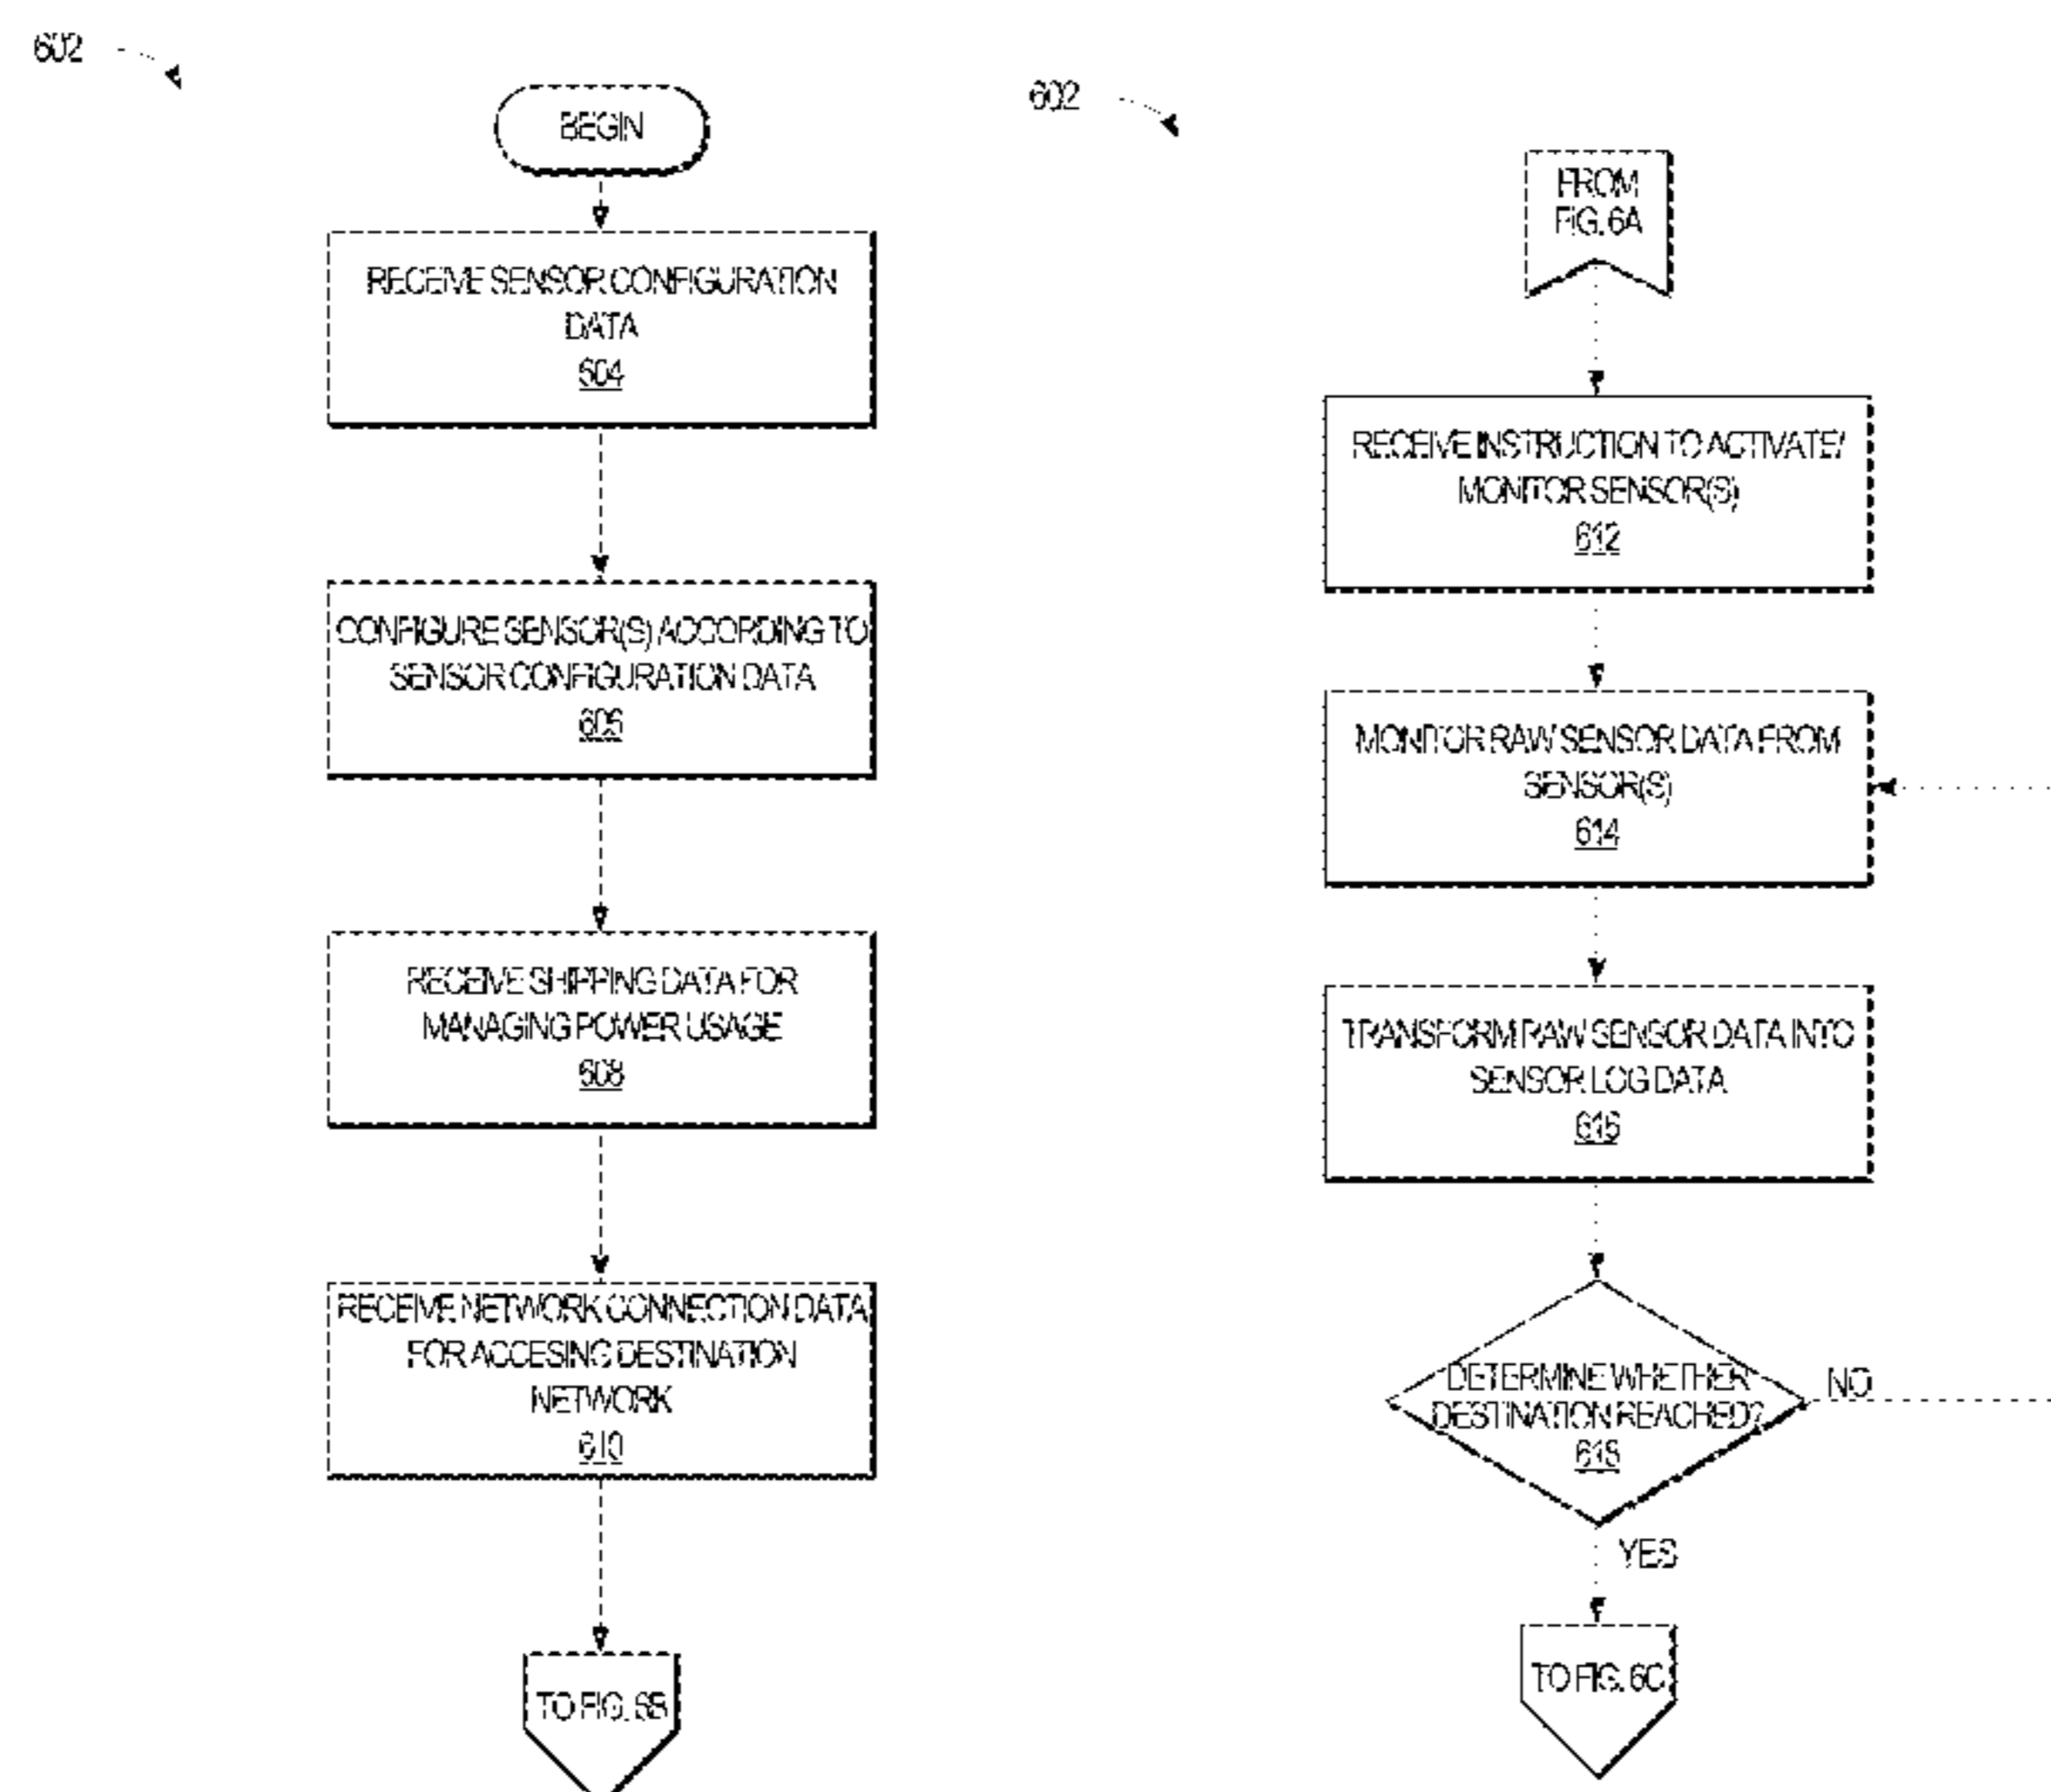 602
BEGIN
RECEIVE SENSOR CONFIGURATION
DATA
604
CONFIGURE SENSOR(S) ACCORDING TO
SENSOR CONFIGURATION DATA
606
RECEIVE SHIPPING DATA FOR
MANAGING POWER USAGE
608
RECEIVE NETWORK CONNECTION DATA
FOR ACCESING DESTINATION
NETWORK
610
TO FIG. 6B
602
FROM
FIG. 6A
RECEIVE INSTRUCTION TO ACTIVATE/
MONITOR SENSOR(S)
612
MONITOR RAW SENSOR DATA FROM
SENSOR(S)
614
TRANSFORM RAW SENSOR DATA INTO
SENSOR LOG DATA
616
DETERMINE WHETHER
DESTINATION REACHED?
618
NO
YES
TO FIG. 6C